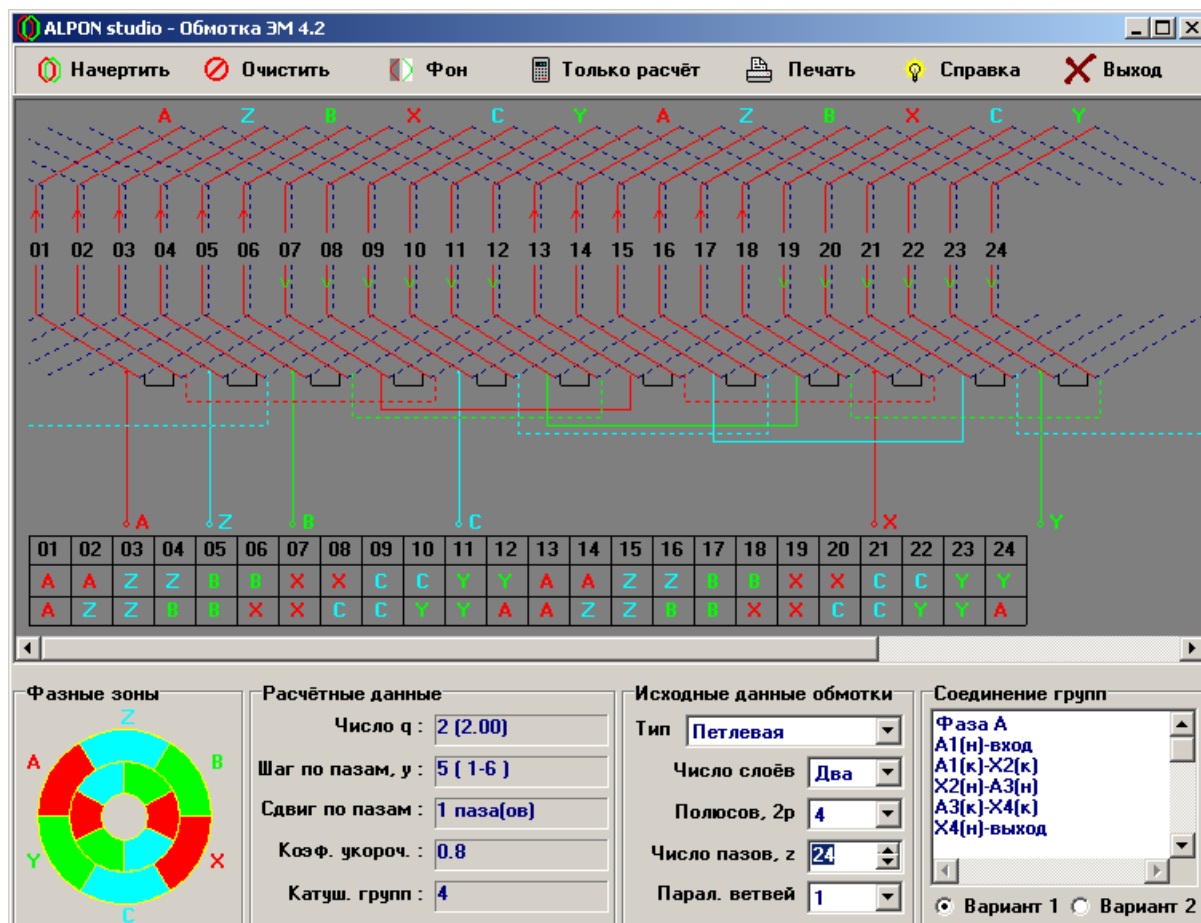 ALPON studio - Обмотка ЭМ 4.2
Начертить Очистить Фон Только расчёт Печать Справка Выход
A Z B X C Y A Z B X C Y
01 02 03 04 05 06 07 08 09 10 11 12 13 14 15 16 17 18 19 20 21 22 23 24
A Z B C X Y
01 02 03 04 05 06 07 08 09 10 11 12 13 14 15 16 17 18 19 20 21 22 23 24
A A Z Z B B X X C C Y Y A A Z Z B B X X C C Y Y
A Z Z B B X X C C Y Y A A Z Z B B X X C C Y Y A
Фазные зоны
Z
A B
Y X
C
Расчётные данные
Число q : 2 (2.00)
Шаг по пазам, y : 5 ( 1-6 )
Сдвиг по пазам : 1 паза(ов)
Коэф. укороч. : 0.8
Катуш. групп : 4
Исходные данные обмотки
Тип Петлевая
Число слоёв Два
Полюсов, 2p 4
Число пазов, z 24
Парал. ветвей 1
Соединение групп
Фаза А
A1(н)-вход
A1(к)-X2(к)
X2(н)-A3(н)
A3(к)-X4(к)
X4(н)-выход
Вариант 1 Вариант 2